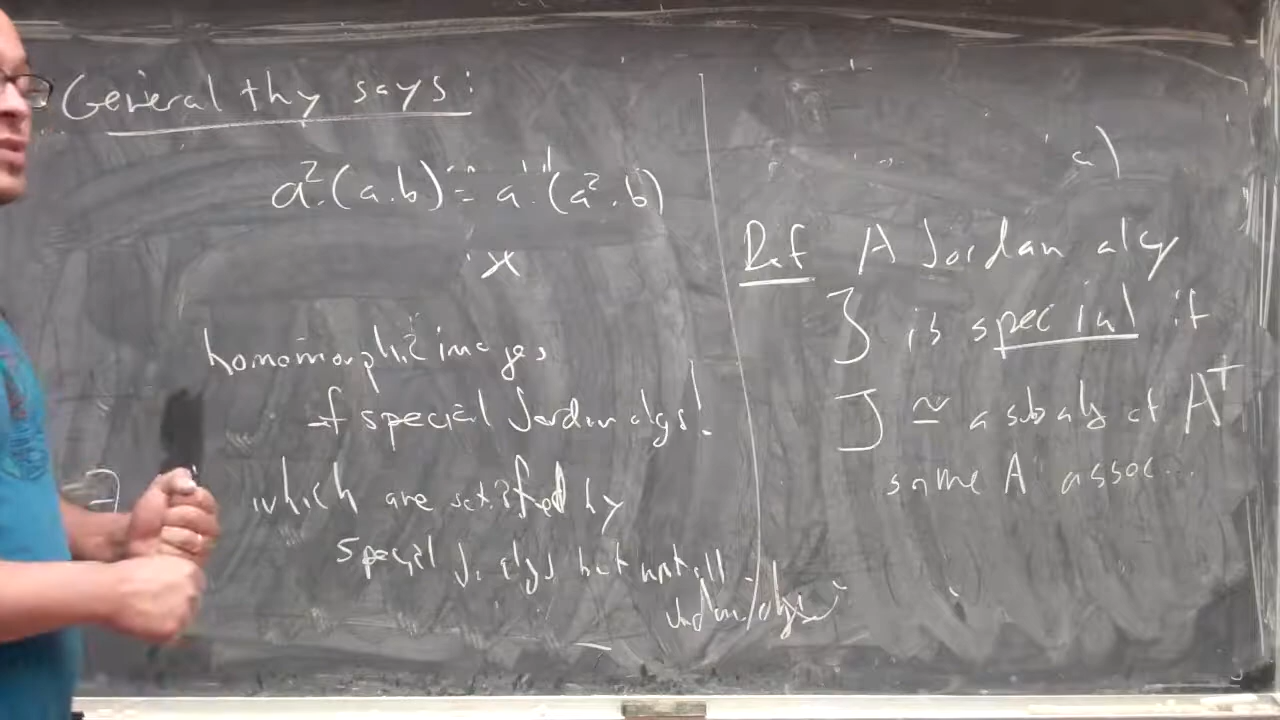 General thy says:
a².(a.b) = a.(a².b)
homomorphic images
of special Jordan algs!
∃ which are satisfied by
special J. algs but not all
Jordan algs
a)
Def A Jordan alg
J is special if
J ≃ a subalg of A⁺
some A assoc...